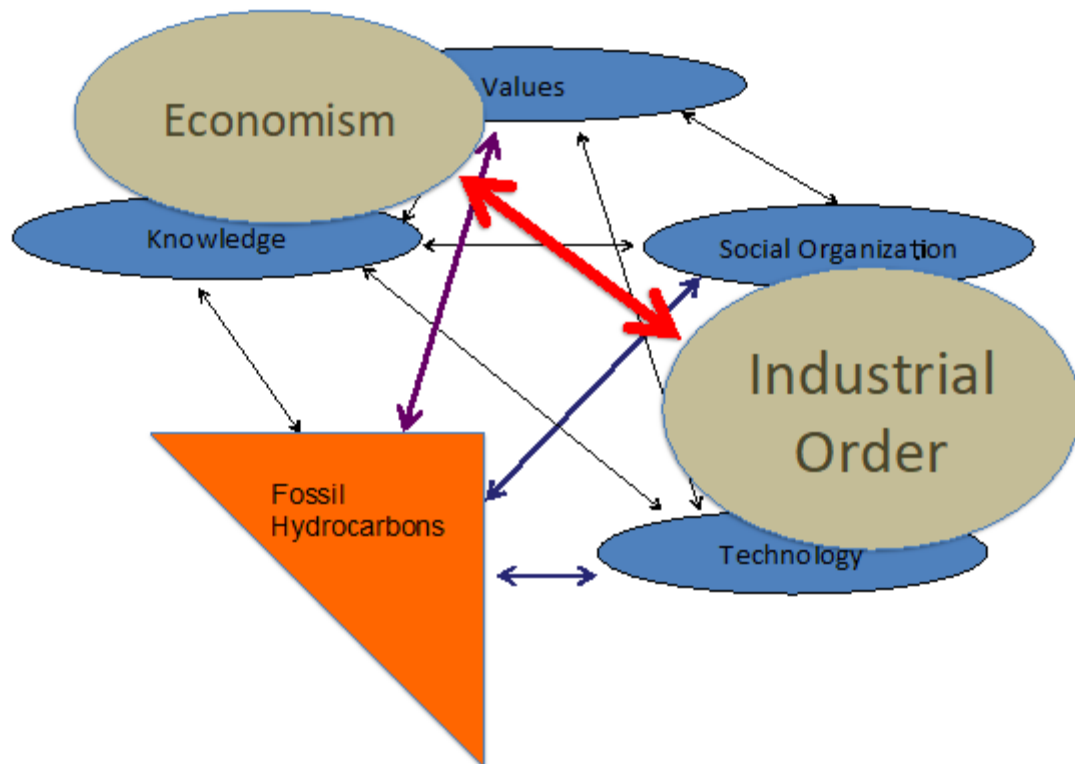 Values
Economism
Knowledge
Social Organization
Industrial
Order
Fossil
Hydrocarbons
Technology